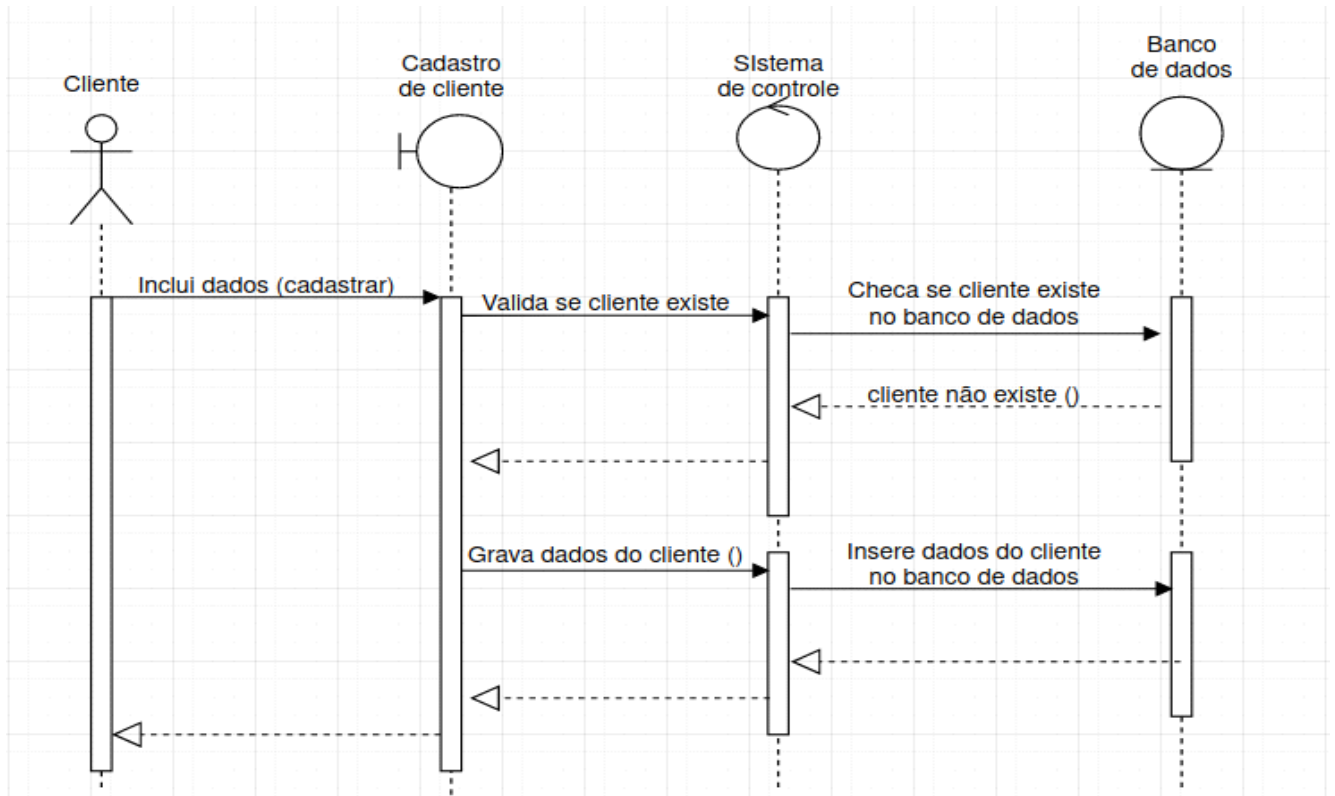 Cliente
Cadastro
de cliente
SIstema
de controle
Banco
de dados
Inclui dados (cadastrar)
Valida se cliente existe
Checa se cliente existe
no banco de dados
cliente não existe ()
Grava dados do cliente ()
Insere dados do cliente
no banco de dados